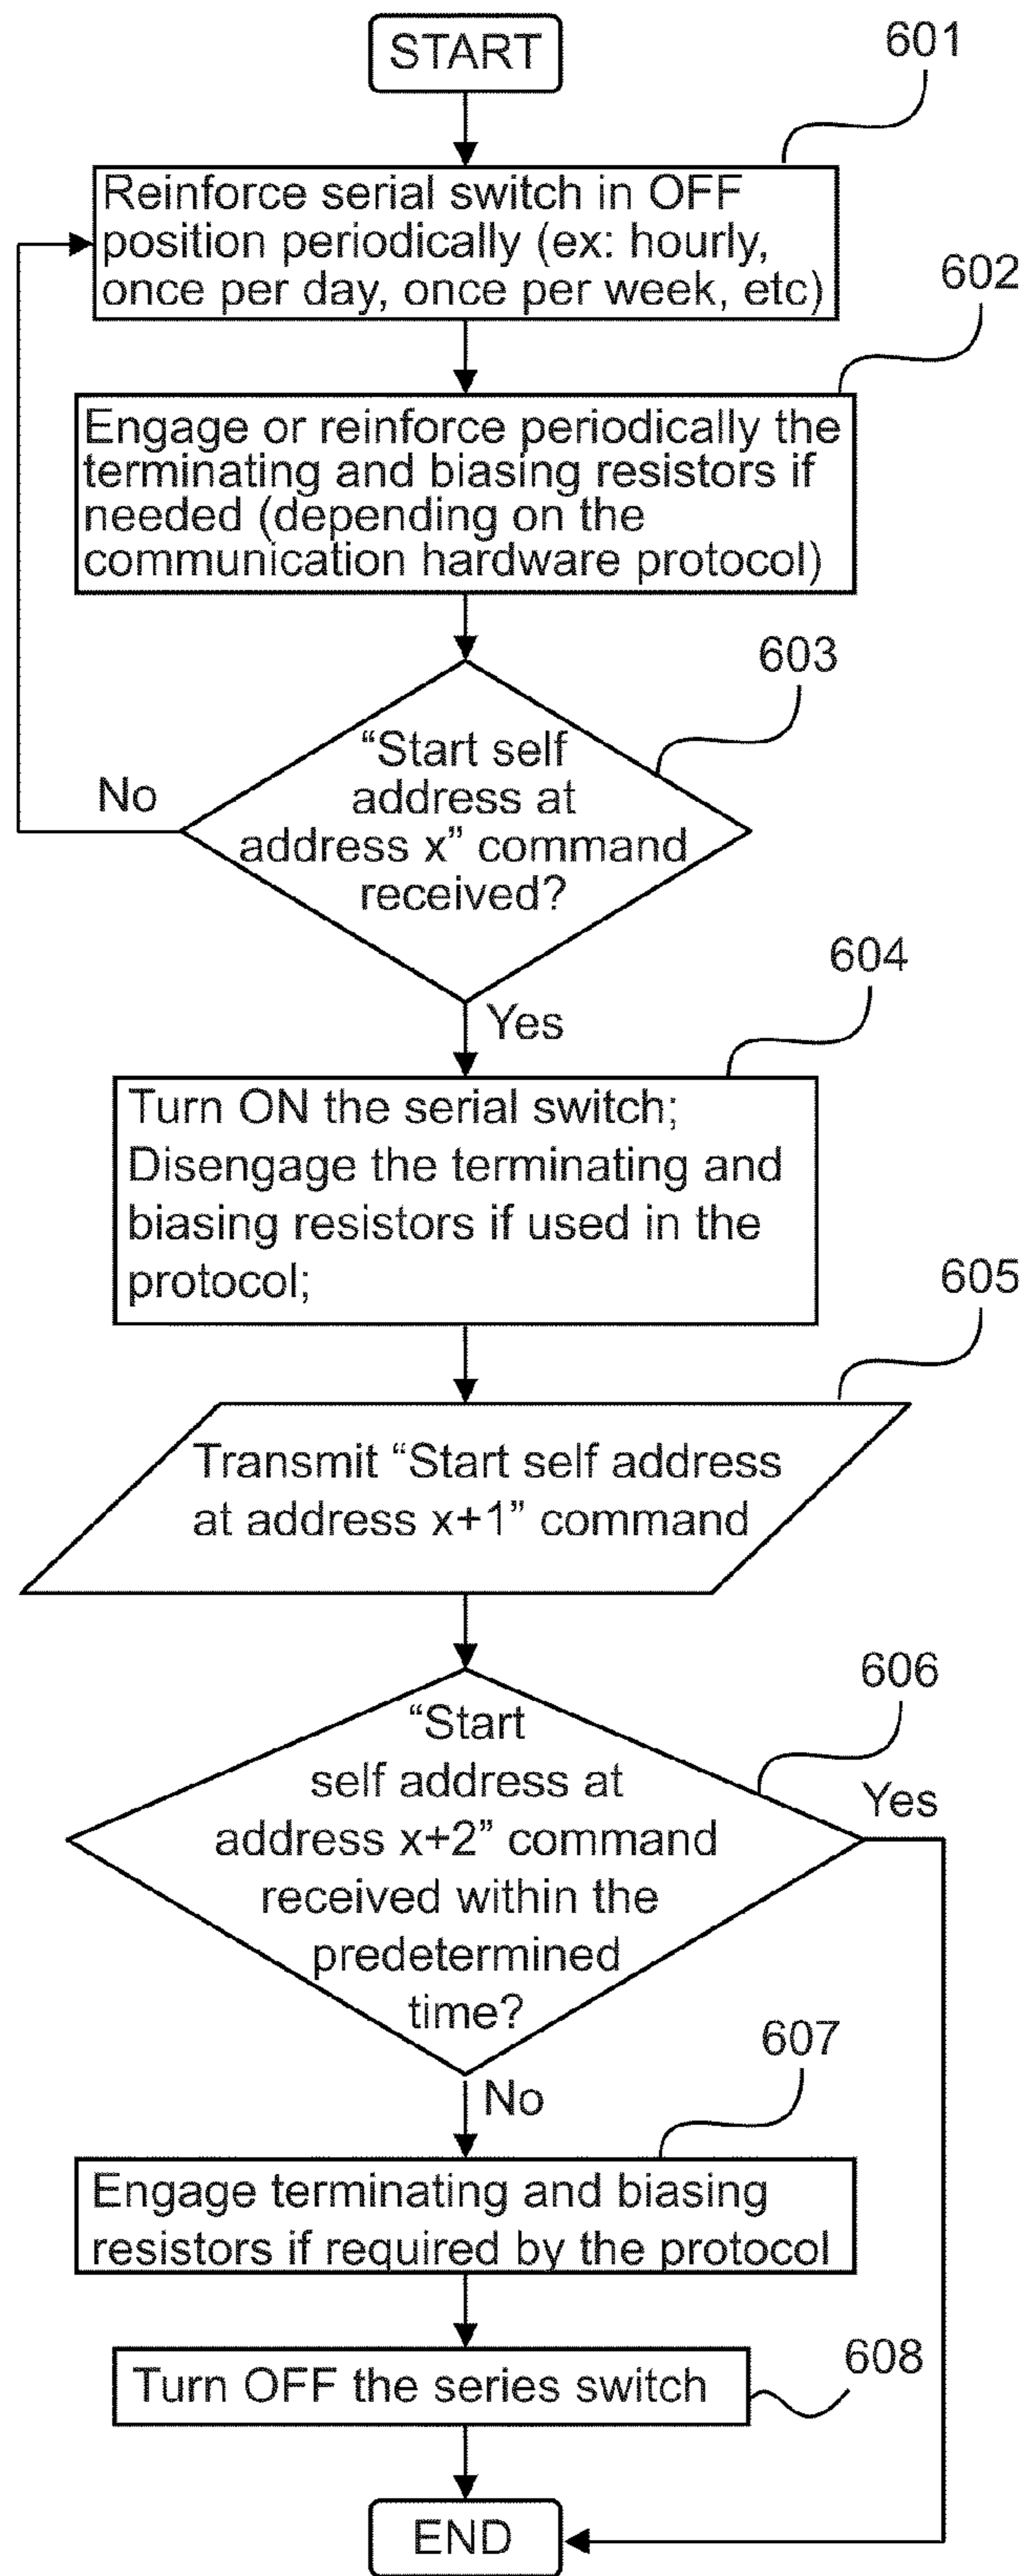 START
601
Reinforce serial switch in OFF
position periodically (ex: hourly,
once per day, once per week, etc)
602
Engage or reinforce periodically the
terminating and biasing resistors if
needed (depending on the
communication hardware protocol)
603
“Start self
address at
address x” command
received?
No
Yes
604
Turn ON the serial switch;
Disengage the terminating and
biasing resistors if used in the
protocol;
605
Transmit “Start self address
at address x+1” command
606
“Start
self address at
address x+2” command
received within the
predetermined
time?
Yes
No
607
Engage terminating and biasing
resistors if required by the protocol
608
Turn OFF the series switch
END